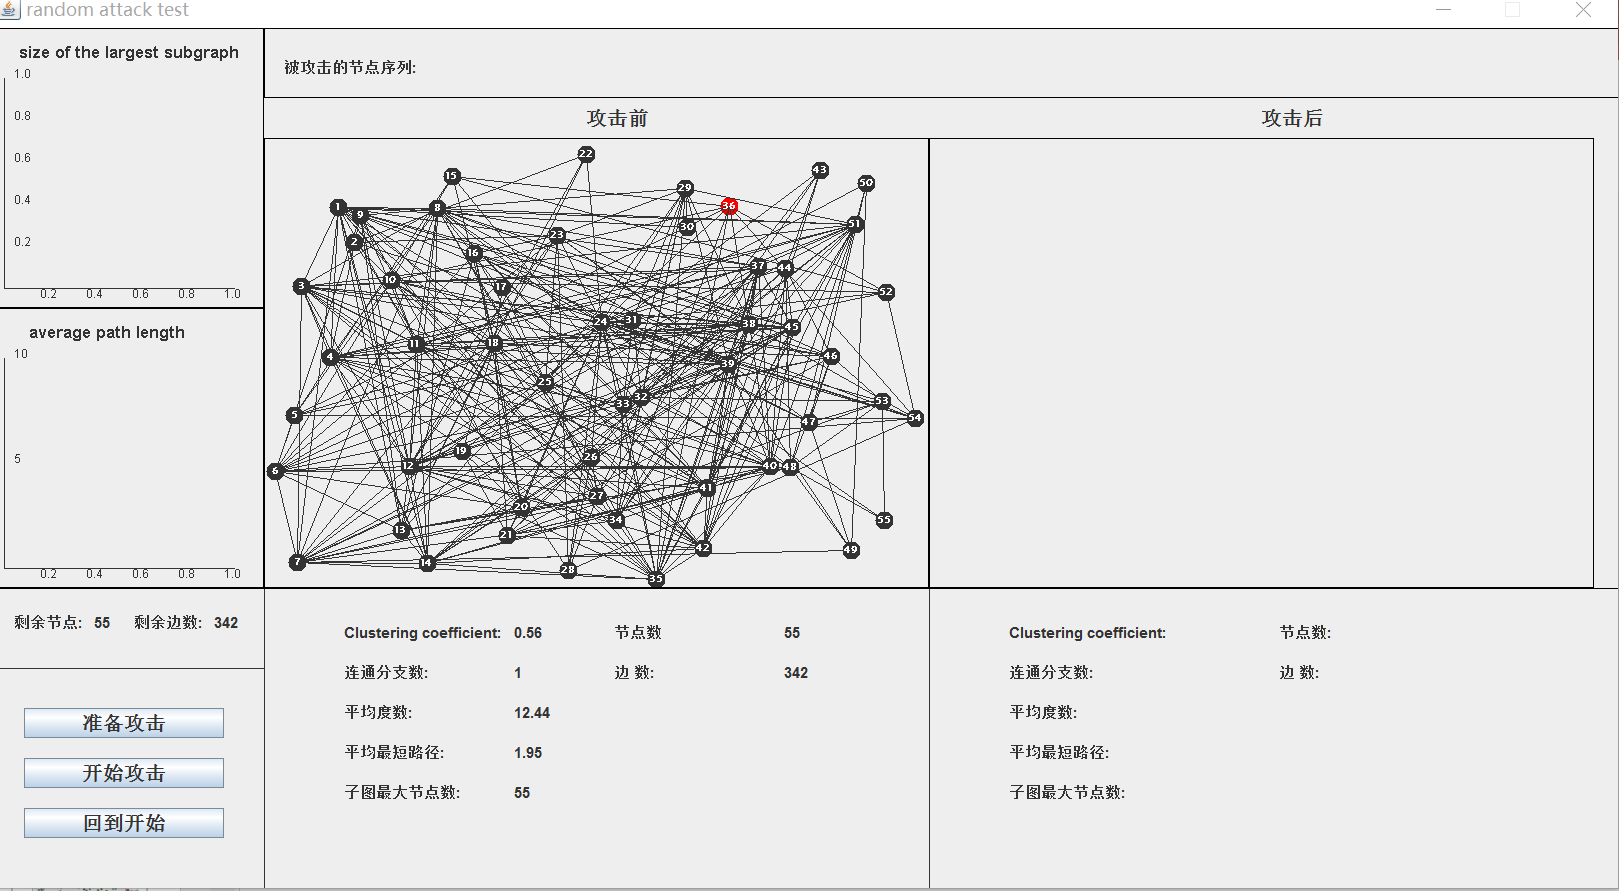 random attack test
size of the largest subgraph
1.0
0.8
0.6
0.4
0.2
0.2 0.4 0.6 0.8 1.0
average path length
10
5
0.2 0.4 0.6 0.8 1.0
剩余节点: 55 剩余边数: 342
准备攻击
开始攻击
回到开始
被攻击的节点序列:
攻击前 攻击后
22
43
15
50
29
36
1
8
9
30
51
23
2
16
37
44
10
3
17
52
24
31
38
45
11
18
4
46
39
25
32
53
33
5
54
47
19
26
12
40
48
6
41
27
20
34
55
13
21
42
49
7
14
28
35
Clustering coefficient: 0.56 节点数 55
连通分支数: 1 边 数: 342
平均度数: 12.44
平均最短路径: 1.95
子图最大节点数: 55
Clustering coefficient: 节点数:
连通分支数: 边 数:
平均度数:
平均最短路径:
子图最大节点数: